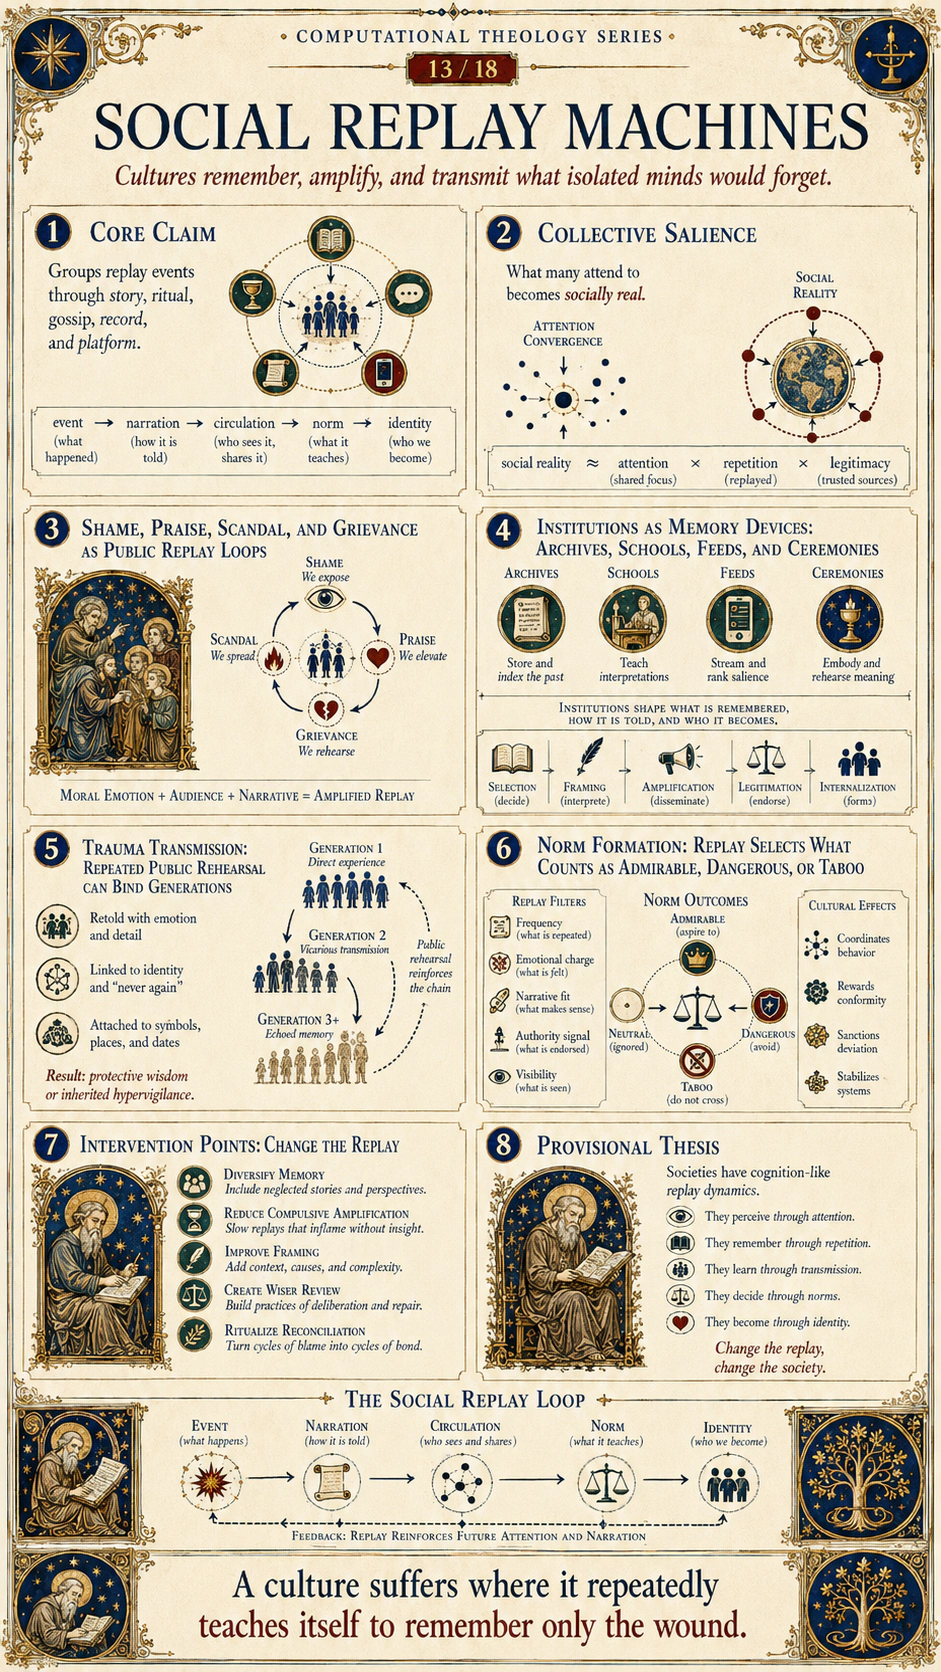 COMPUTATIONAL THEOLOGY SERIES
13 / 18
SOCIAL REPLAY MACHINES
Cultures remember, amplify, and transmit what isolated minds would forget.
1 CORE CLAIM
Groups replay events
through story, ritual,
gossip, record,
and platform.
event → narration → circulation → norm → identity
(what happened) (how it is told) (who sees it, shares it) (what it teaches) (who we become)
2 COLLECTIVE SALIENCE
What many attend to
becomes socially real.
ATTENTION
CONVERGENCE
SOCIAL
REALITY
social reality ≈ attention × repetition × legitimacy
(shared focus) (replayed) (trusted sources)
3 SHAME, PRAISE, SCANDAL, AND GRIEVANCE
AS PUBLIC REPLAY LOOPS
SHAME
We expose
PRAISE
We elevate
GRIEVANCE
We rehearse
SCANDAL
We spread
MORAL EMOTION + AUDIENCE + NARRATIVE = AMPLIFIED REPLAY
4 INSTITUTIONS AS MEMORY DEVICES:
ARCHIVES, SCHOOLS, FEEDS, AND CEREMONIES
ARCHIVES
Store and
index the past
SCHOOLS
Teach
interpretations
FEEDS
Stream and
rank salience
CEREMONIES
Embody and
rehearse meaning
INSTITUTIONS SHAPE WHAT IS REMEMBERED,
HOW IT IS TOLD, AND WHO IT BECOMES.
SELECTION
(decide)
FRAMING
(interprete)
AMPLIFICATION
(disseminate)
LEGITIMATION
(endorse)
INTERNALIZATION
5 TRAUMA TRANSMISSION:
REPEATED PUBLIC REHEARSAL
CAN BIND GENERATIONS
Retold with emotion
and detail
Linked to identity
and “never again”
Attached to symbols,
places, and dates
Result: protective wisdom
or inherited hypervigilance.
GENERATION 1
Direct experience
GENERATION 2
Vicarious transmission
GENERATION 3+
Echoed memory
Public
rehearsal
reinforces
the chain
6 NORM FORMATION: REPLAY SELECTS WHAT
COUNTS AS ADMIRABLE, DANGEROUS, OR TABOO
REPLAY FILTERS
Frequency
(what is repeated)
Emotional charge
(what is felt)
Narrative fit
(what makes sense)
Authority signal
(what is endorsed)
Visibility
(what is seen)
NORM OUTCOMES
ADMIRABLE
(aspire to)
NEUTRAL
(ignored)
DANGEROUS
(avoid)
TABOO
(do not cross)
CULTURAL EFFECTS
Coordinates
behavior
Rewards
conformity
Sanctions
deviation
Stabilizes
systems
7 INTERVENTION POINTS: CHANGE THE REPLAY
DIVERSIFY MEMORY
Include neglected stories and perspectives.
REDUCE COMPULSIVE AMPLIFICATION
Slow replays that inflame without insight.
IMPROVE FRAMING
Add context, causes, and complexity.
CREATE WISER REVIEW
Build practices of deliberation and repair.
RITUALIZE RECONCILIATION
Turn cycles of blame into cycles of bond.
8 PROVISIONAL THESIS
Societies have cognition-like
replay dynamics.
They perceive through attention.
They remember through repetition.
They learn through transmission.
They decide through norms.
They become through identity.
Change the replay,
change the society.
THE SOCIAL REPLAY LOOP
EVENT
(what happens)
NARRATION
(how it is told)
CIRCULATION
(who sees and shares)
NORM
(what it teaches)
IDENTITY
(who we become)
FEEDBACK: REPLAY REINFORCES FUTURE ATTENTION AND NARRATION
A culture suffers where it repeatedly
teaches itself to remember only the wound.